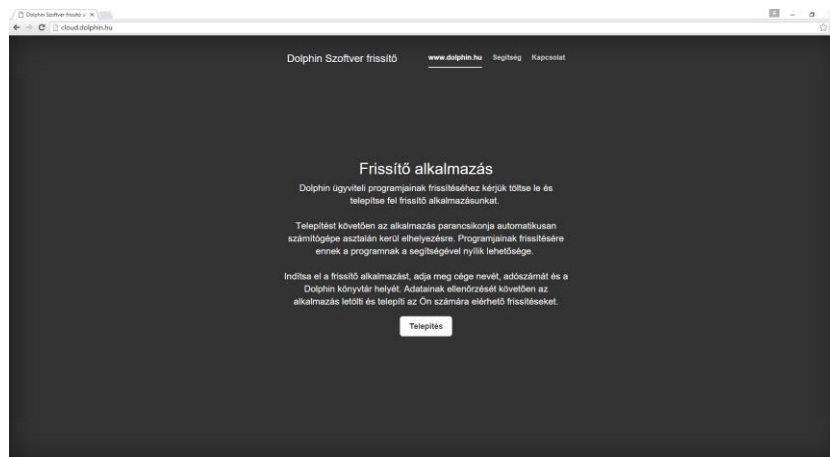 Dolphin Szoftver frissítő
cloud.dolphin.hu
Dolphin Szoftver frissítő
www.dolphin.hu
Segítség
Kapcsolat
Frissítő alkalmazás
Dolphin ügyviteli programjainak frissítéséhez kérjük töltse le és
telepítse fel frissítő alkalmazásunkat.
Telepítést követően az alkalmazás parancsikonja automatikusan
számítógépe asztalán kerül elhelyezésre. Programjainak frissítésére
ennek a programnak a segítségével nyílik lehetősége.
Indítsa el a frissítő alkalmazást, adja meg cége nevét, adószámát és a
Dolphin könyvtár helyét. Adatainak ellenőrzését követően az
alkalmazás letölti és telepíti az Ön számára elérhető frissítéseket.
Telepítés